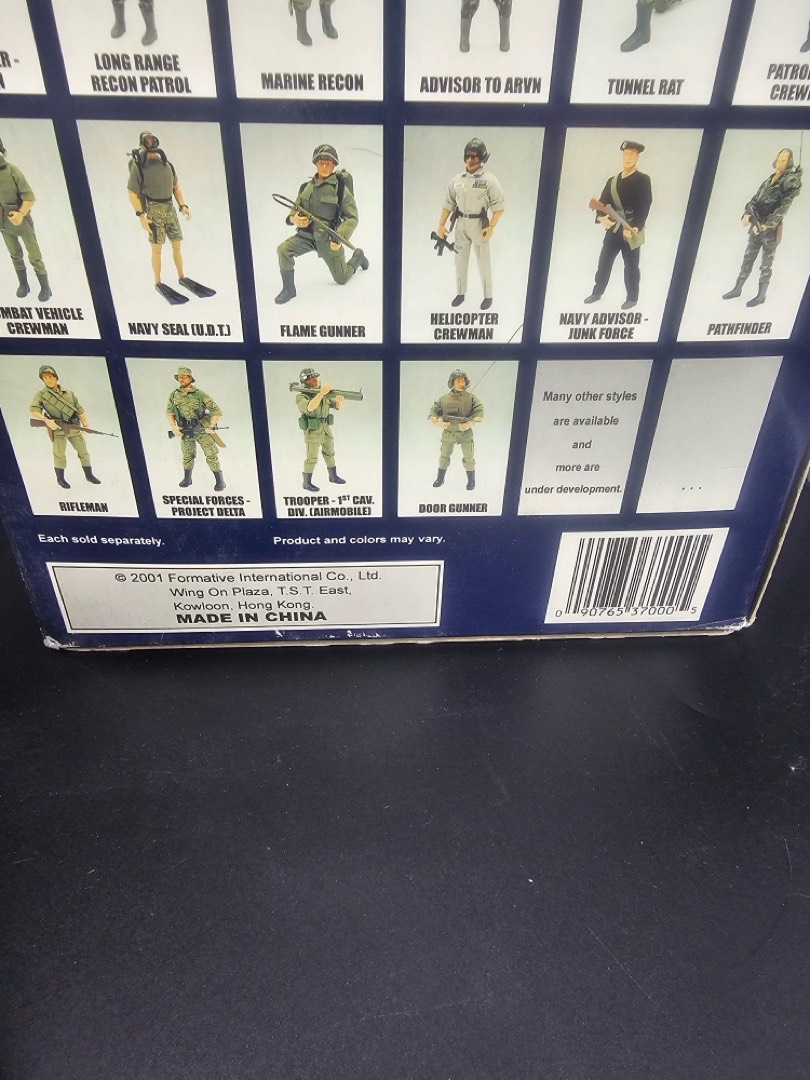 R -
LONG RANGE
RECON PATROL
MARINE RECON
ADVISOR TO ARVN
TUNNEL RAT
PATRO
CREW
MBAT VEHICLE
CREWMAN
NAVY SEAL (U.D.T.)
FLAME GUNNER
HELICOPTER
CREWMAN
NAVY ADVISOR -
JUNK FORCE
PATHFINDER
RIFLEMAN
SPECIAL FORCES -
PROJECT DELTA
TROOPER - 1ST CAV.
DIV. (AIRMOBILE)
DOOR GUNNER
Many other styles
are available
and
more are
under development.
...
Each sold separately.
Product and colors may vary.
© 2001 Formative International Co., Ltd.
Wing On Plaza, T.S.T. East,
Kowloon, Hong Kong.
MADE IN CHINA
0 90765 37000 5